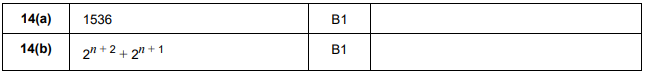 14(a) 1536 B1
14(b) 2ⁿ ⁺ ² + 2ⁿ ⁺ ¹ B1